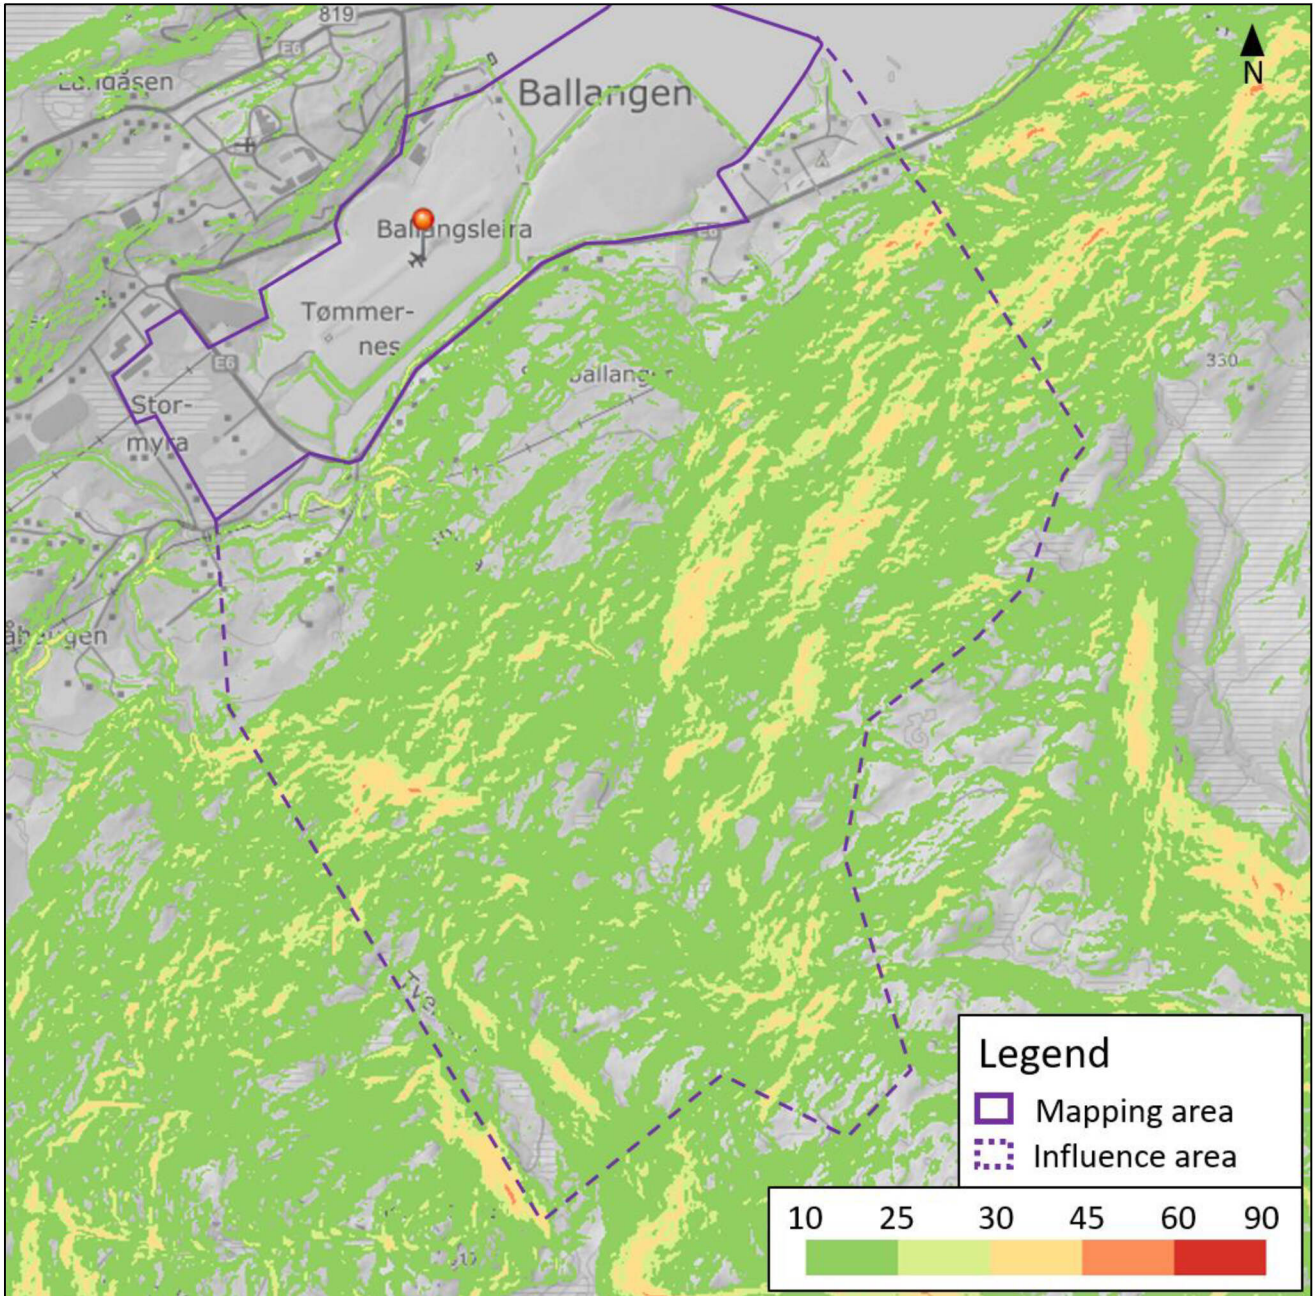 819
E6
N
Ballangen
Ballangsleira
E6
Tømmer-
nes
E6
330
Stor-
myra
Legend
Mapping area
Influence area
10 25 30 45 60 90